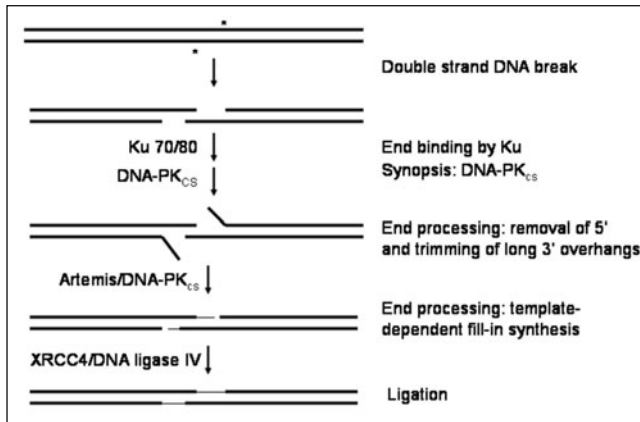 *
*
Double strand DNA break
Ku 70/80
DNA-PKCS
End binding by Ku
Synopsis: DNA-PKcs
End processing: removal of 5'
and trimming of long 3' overhangs
Artemis/DNA-PKcs
End processing: template-
dependent fill-in synthesis
XRCC4/DNA ligase IV
Ligation